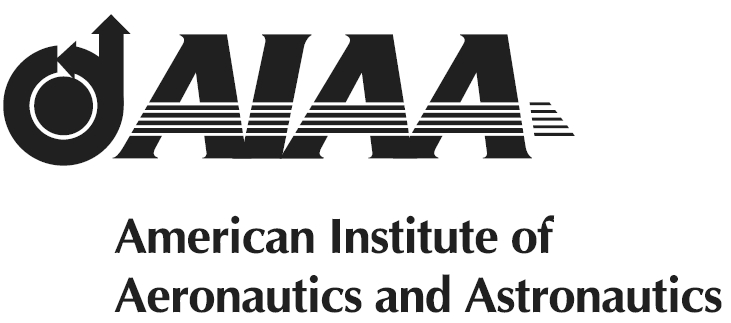 AIAA
American Institute of
Aeronautics and Astronautics